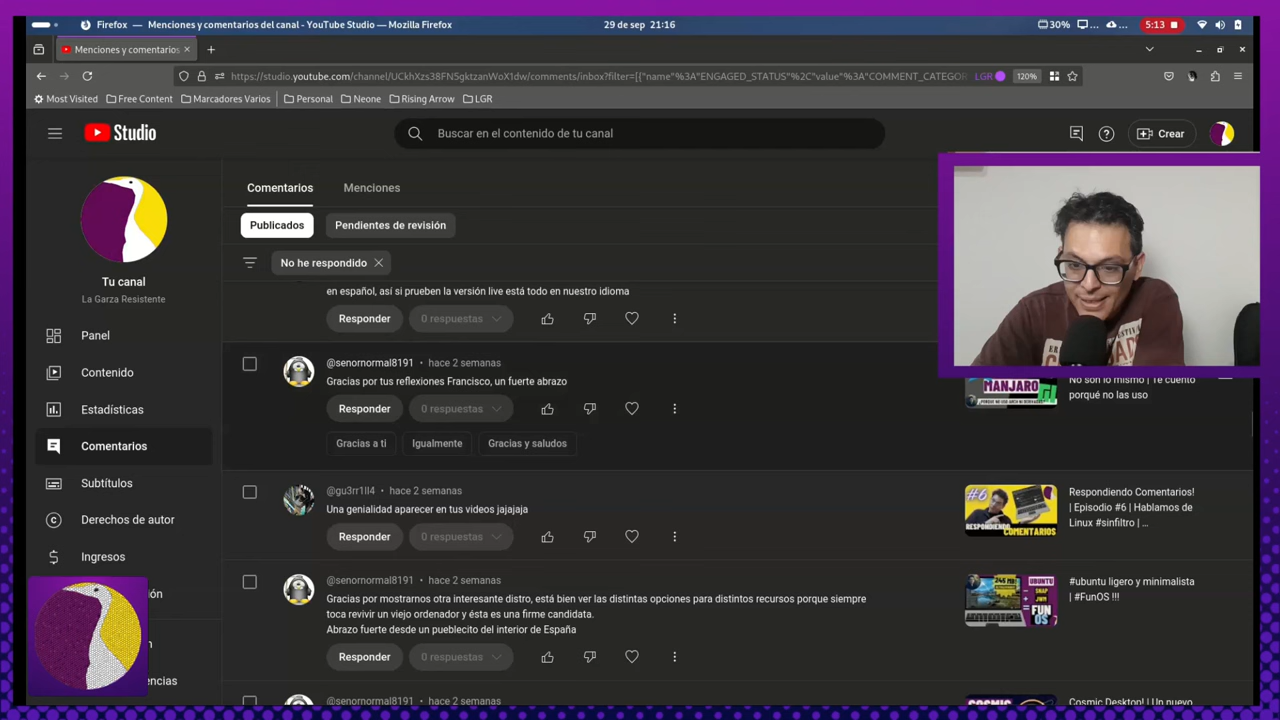 Firefox — Menciones y comentarios del canal - YouTube Studio — Mozilla Firefox
29 de sep 21:16
30%
5:13
Menciones y comentarios
https://studio.youtube.com/channel/UCkhXzs38FN5gktzanWoX1dw/comments/inbox?filter=[{"name"%3A"ENGAGED_STATUS"%2C"value"%3A"COMMENT_CATEGOR
LGR
120%
Most Visited
Free Content
Marcadores Varios
Personal
Neone
Rising Arrow
LGR
Studio
Buscar en el contenido de tu canal
Crear
Comentarios
Menciones
Publicados
Pendientes de revisión
No he respondido
Tu canal
La Garza Resistente
Panel
Contenido
Estadísticas
Comentarios
Subtítulos
Derechos de autor
Ingresos
en español, así si prueben la versión live está todo en nuestro idioma
Responder
0 respuestas
@senornormal8191 • hace 2 semanas
Gracias por tus reflexiones Francisco, un fuerte abrazo
Responder
0 respuestas
Gracias a ti
Igualmente
Gracias y saludos
MANJARO
No son lo mismo | Te cuento
porqué no las uso
@gu3rr1ll4 • hace 2 semanas
Una genialidad aparecer en tus videos jajajaja
Responder
0 respuestas
#6
RESPONDIENDO
COMENTARIOS
Respondiendo Comentarios!
| Episodio #6 | Hablamos de
Linux #sinfiltro | ...
@senornormal8191 • hace 2 semanas
Gracias por mostrarnos otra interesante distro, está bien ver las distintas opciones para distintos recursos porque siempre
toca revivir un viejo ordenador y ésta es una firme candidata.
Abrazo fuerte desde un pueblecito del interior de España
Responder
0 respuestas
UBUNTU
- SNAP
+ JWM
FUN
OS
#ubuntu ligero y minimalista
| #FunOS !!!
@senornormal8191 • hace 2 semanas
Cosmic Desktop! | Un nuevo